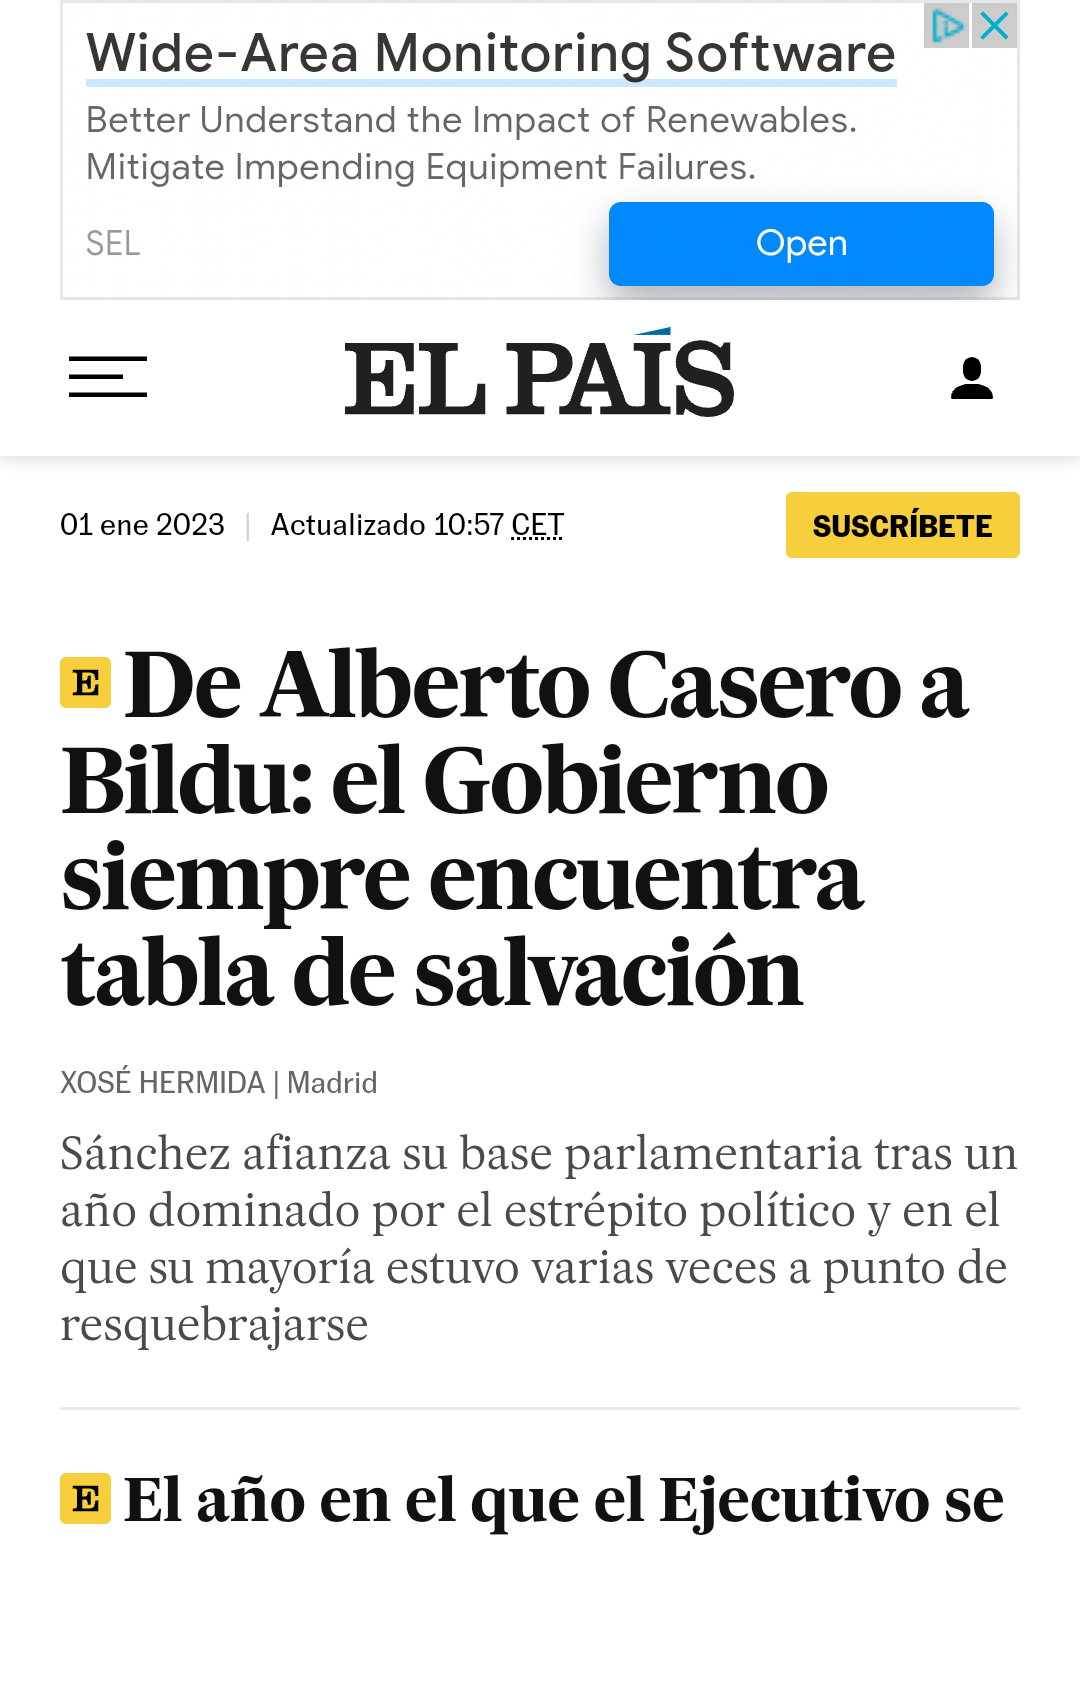 Wide-Area Monitoring Software
Better Understand the Impact of Renewables.
Mitigate Impending Equipment Failures.
SEL
Open
EL PAÍS
01 ene 2023 | Actualizado 10:57 CET
SUSCRÍBETE
E De Alberto Casero a
Bildu: el Gobierno
siempre encuentra
tabla de salvación
XOSÉ HERMIDA | Madrid
Sánchez afianza su base parlamentaria tras un
año dominado por el estrépito político y en el
que su mayoría estuvo varias veces a punto de
resquebrajarse
E El año en el que el Ejecutivo se